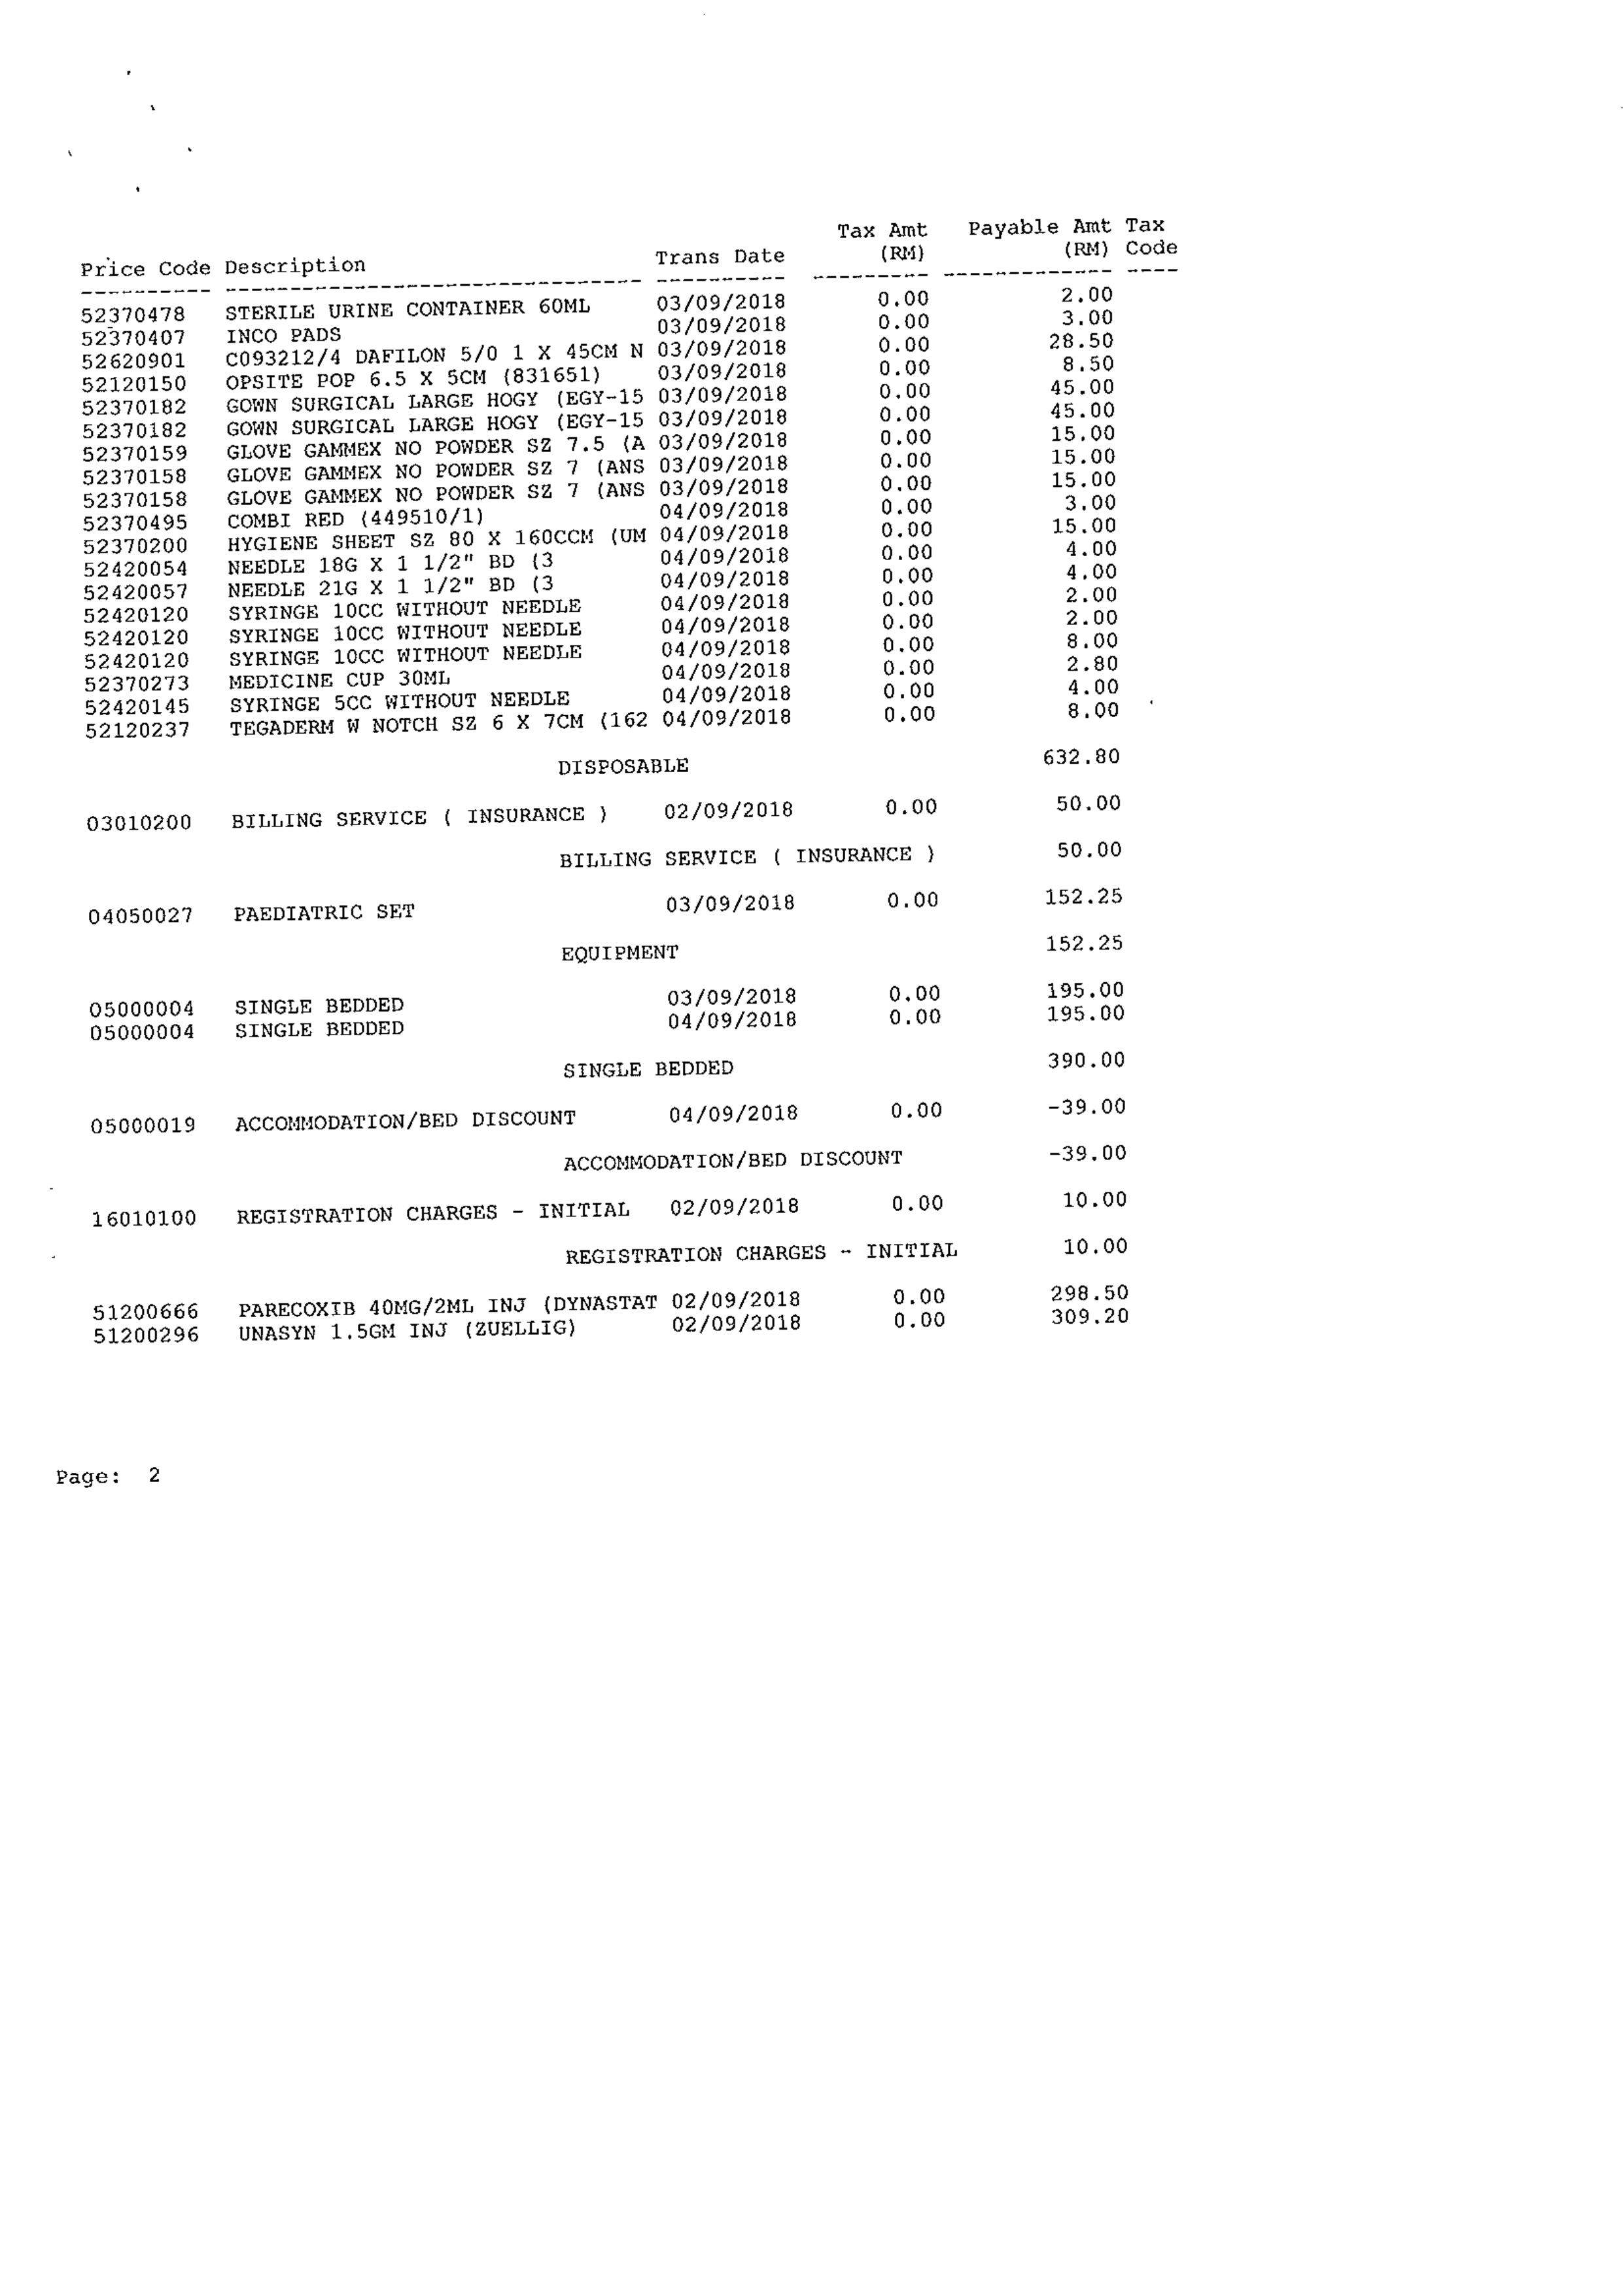 Tax Amt Payable Amt Tax
Price Code Description Trans Date (RM) (RM) Code
---------- -------------------------------- ---------- --------- ------------- ----
52370478 STERILE URINE CONTAINER 60ML 03/09/2018 0.00 2.00
52370407 INCO PADS 03/09/2018 0.00 3.00
52620901 C093212/4 DAFILON 5/0 1 X 45CM N 03/09/2018 0.00 28.50
52120150 OPSITE POP 6.5 X 5CM (831651) 03/09/2018 0.00 8.50
52370182 GOWN SURGICAL LARGE HOGY (EGY-15 03/09/2018 0.00 45.00
52370182 GOWN SURGICAL LARGE HOGY (EGY-15 03/09/2018 0.00 45.00
52370159 GLOVE GAMMEX NO POWDER SZ 7.5 (A 03/09/2018 0.00 15.00
52370158 GLOVE GAMMEX NO POWDER SZ 7 (ANS 03/09/2018 0.00 15.00
52370158 GLOVE GAMMEX NO POWDER SZ 7 (ANS 03/09/2018 0.00 15.00
52370495 COMBI RED (449510/1) 04/09/2018 0.00 3.00
52370200 HYGIENE SHEET SZ 80 X 160CCM (UM 04/09/2018 0.00 15.00
52420054 NEEDLE 18G X 1 1/2" BD (3 04/09/2018 0.00 4.00
52420057 NEEDLE 21G X 1 1/2" BD (3 04/09/2018 0.00 4.00
52420120 SYRINGE 10CC WITHOUT NEEDLE 04/09/2018 0.00 2.00
52420120 SYRINGE 10CC WITHOUT NEEDLE 04/09/2018 0.00 2.00
52420120 SYRINGE 10CC WITHOUT NEEDLE 04/09/2018 0.00 8.00
52370273 MEDICINE CUP 30ML 04/09/2018 0.00 2.80
52420145 SYRINGE 5CC WITHOUT NEEDLE 04/09/2018 0.00 4.00
52120237 TEGADERM W NOTCH SZ 6 X 7CM (162 04/09/2018 0.00 8.00
DISPOSABLE 632.80
03010200 BILLING SERVICE ( INSURANCE ) 02/09/2018 0.00 50.00
BILLING SERVICE ( INSURANCE ) 50.00
04050027 PAEDIATRIC SET 03/09/2018 0.00 152.25
EQUIPMENT 152.25
05000004 SINGLE BEDDED 03/09/2018 0.00 195.00
05000004 SINGLE BEDDED 04/09/2018 0.00 195.00
SINGLE BEDDED 390.00
05000019 ACCOMMODATION/BED DISCOUNT 04/09/2018 0.00 -39.00
ACCOMMODATION/BED DISCOUNT -39.00
16010100 REGISTRATION CHARGES - INITIAL 02/09/2018 0.00 10.00
REGISTRATION CHARGES - INITIAL 10.00
51200666 PARECOXIB 40MG/2ML INJ (DYNASTAT 02/09/2018 0.00 298.50
51200296 UNASYN 1.5GM INJ (ZUELLIG) 02/09/2018 0.00 309.20
Page: 2